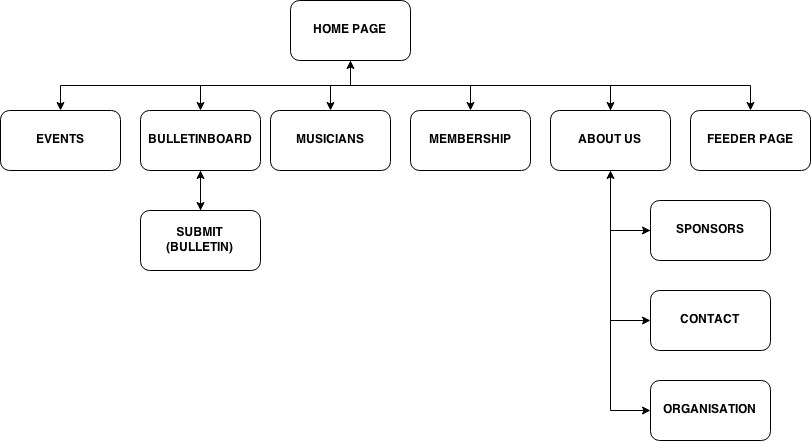 HOME PAGE
EVENTS
BULLETINBOARD
MUSICIANS
MEMBERSHIP
ABOUT US
FEEDER PAGE
SUBMIT
(BULLETIN)
SPONSORS
CONTACT
ORGANISATION